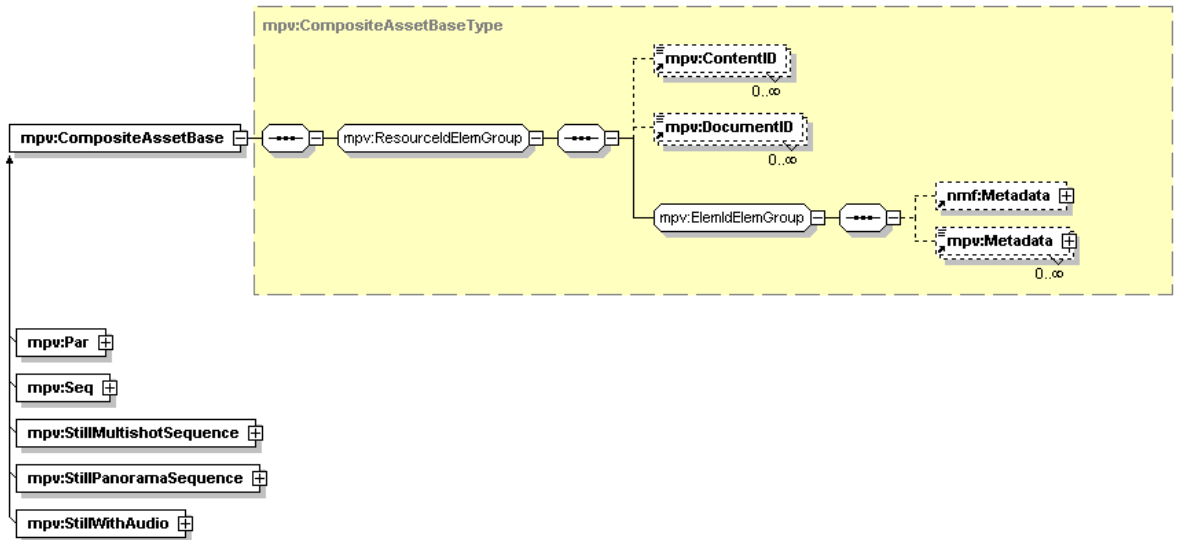 mpv:CompositeAssetBaseType
mpv:ContentID
0..∞
mpv:CompositeAssetBase
mpv:ResourceIdElemGroup
mpv:DocumentID
0..∞
mpv:ElemIdElemGroup
nmf:Metadata
mpv:Metadata
0..∞
mpv:Par
mpv:Seq
mpv:StillMultishotSequence
mpv:StillPanoramaSequence
mpv:StillWithAudio